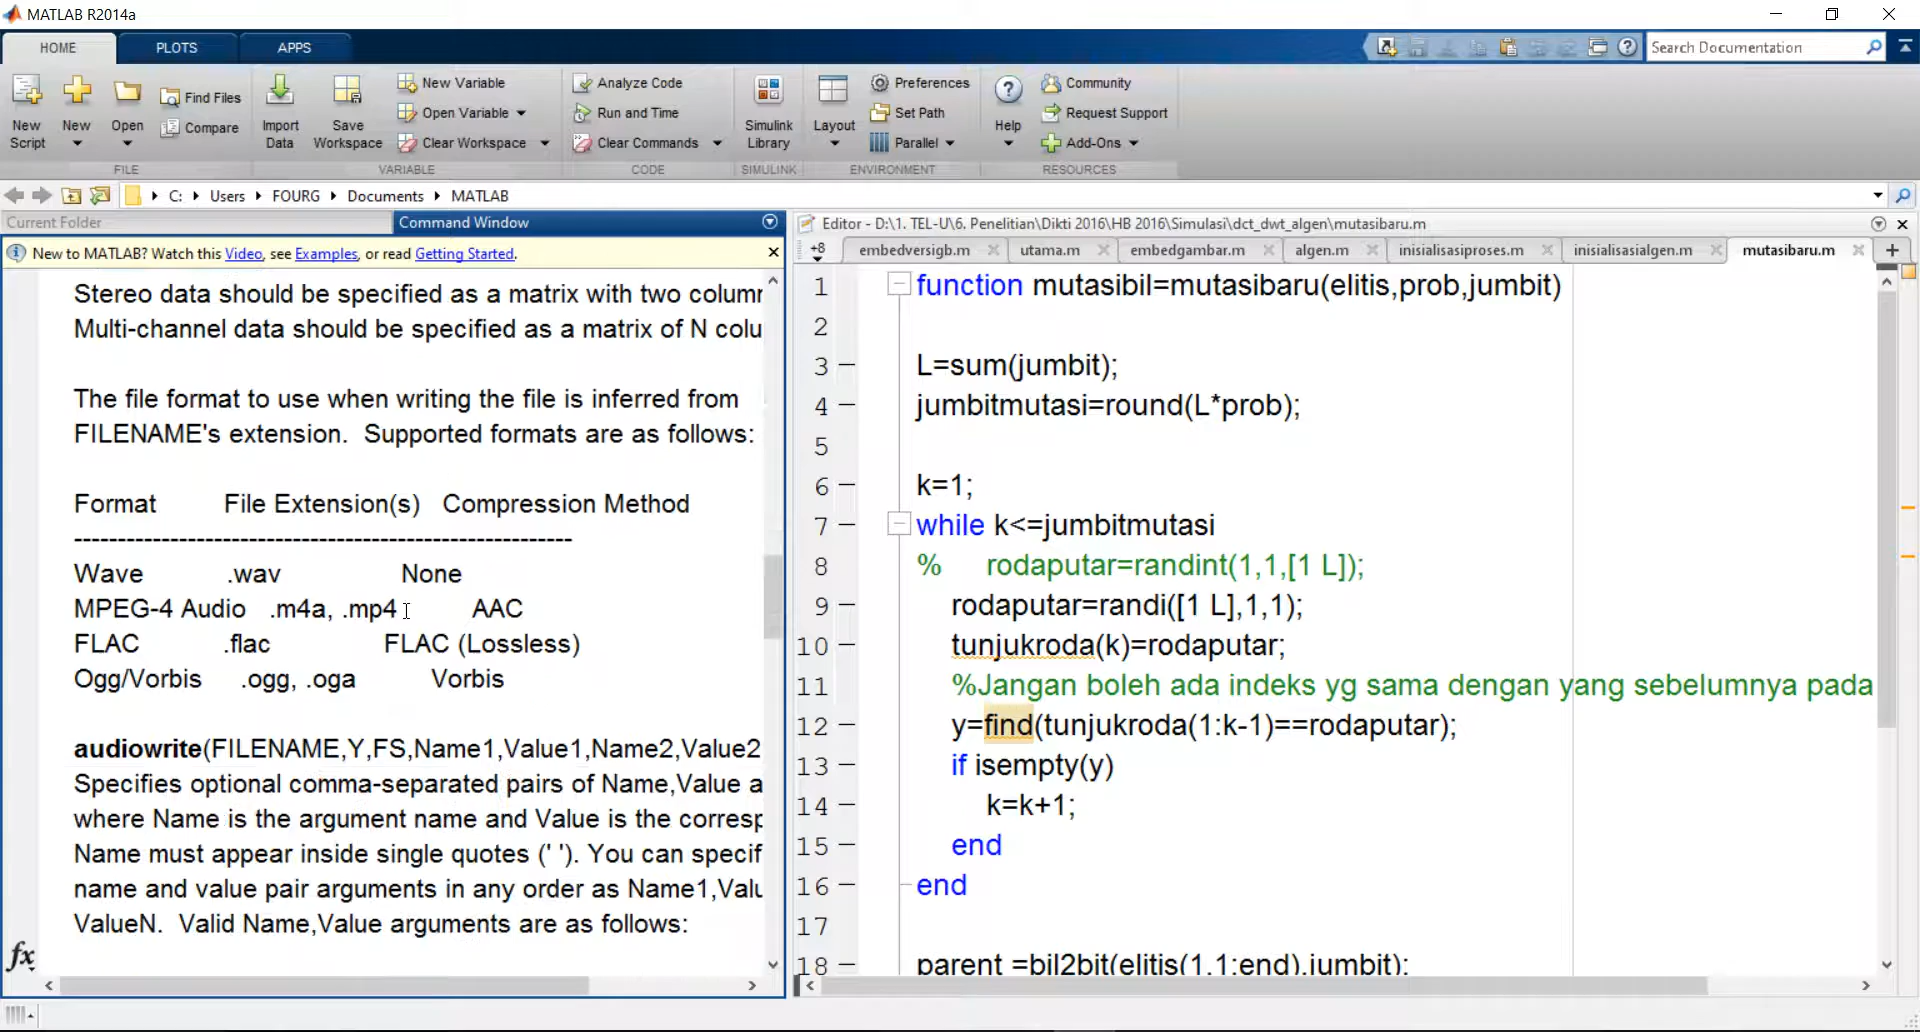 MATLAB R2014a
HOME PLOTS APPS
Search Documentation
New Script
New
Open
Find Files
Compare
FILE
Import Data
Save Workspace
New Variable
Open Variable
Clear Workspace
VARIABLE
Analyze Code
Run and Time
Clear Commands
CODE
Simulink Library
SIMULINK
Layout
Preferences
Set Path
Parallel
ENVIRONMENT
Help
Community
Request Support
Add-Ons
RESOURCES
C: Users FOURG Documents MATLAB
Current Folder
Command Window
New to MATLAB? Watch this Video, see Examples, or read Getting Started.
Stereo data should be specified as a matrix with two column
Multi-channel data should be specified as a matrix of N colu
The file format to use when writing the file is inferred from
FILENAME's extension. Supported formats are as follows:
Format File Extension(s) Compression Method
---------------------------------------------------------
Wave .wav None
MPEG-4 Audio .m4a, .mp4 AAC
FLAC .flac FLAC (Lossless)
Ogg/Vorbis .ogg, .oga Vorbis
audiowrite(FILENAME,Y,FS,Name1,Value1,Name2,Value2
Specifies optional comma-separated pairs of Name,Value a
where Name is the argument name and Value is the corresp
Name must appear inside single quotes (' '). You can specif
name and value pair arguments in any order as Name1,Valu
ValueN. Valid Name,Value arguments are as follows:
fx
Editor - D:\1. TEL-U\6. Penelitian\Dikti 2016\HB 2016\Simulasi\dct_dwt_algen\mutasibaru.m
+8 embedversigb.m utama.m embedgambar.m algen.m inisialisasiproses.m inisialisasialgen.m mutasibaru.m
1 function mutasibil=mutasibaru(elitis,prob,jumbit)
2
3 L=sum(jumbit);
4 jumbitmutasi=round(L*prob);
5
6 k=1;
7 while k<=jumbitmutasi
8 % rodaputar=randint(1,1,[1 L]);
9 rodaputar=randi([1 L],1,1);
10 tunjukroda(k)=rodaputar;
11 %Jangan boleh ada indeks yg sama dengan yang sebelumnya pada
12 y=find(tunjukroda(1:k-1)==rodaputar);
13 if isempty(y)
14 k=k+1;
15 end
16 end
17
18 parent =bil2bit(elitis(1,1:end),jumbit);